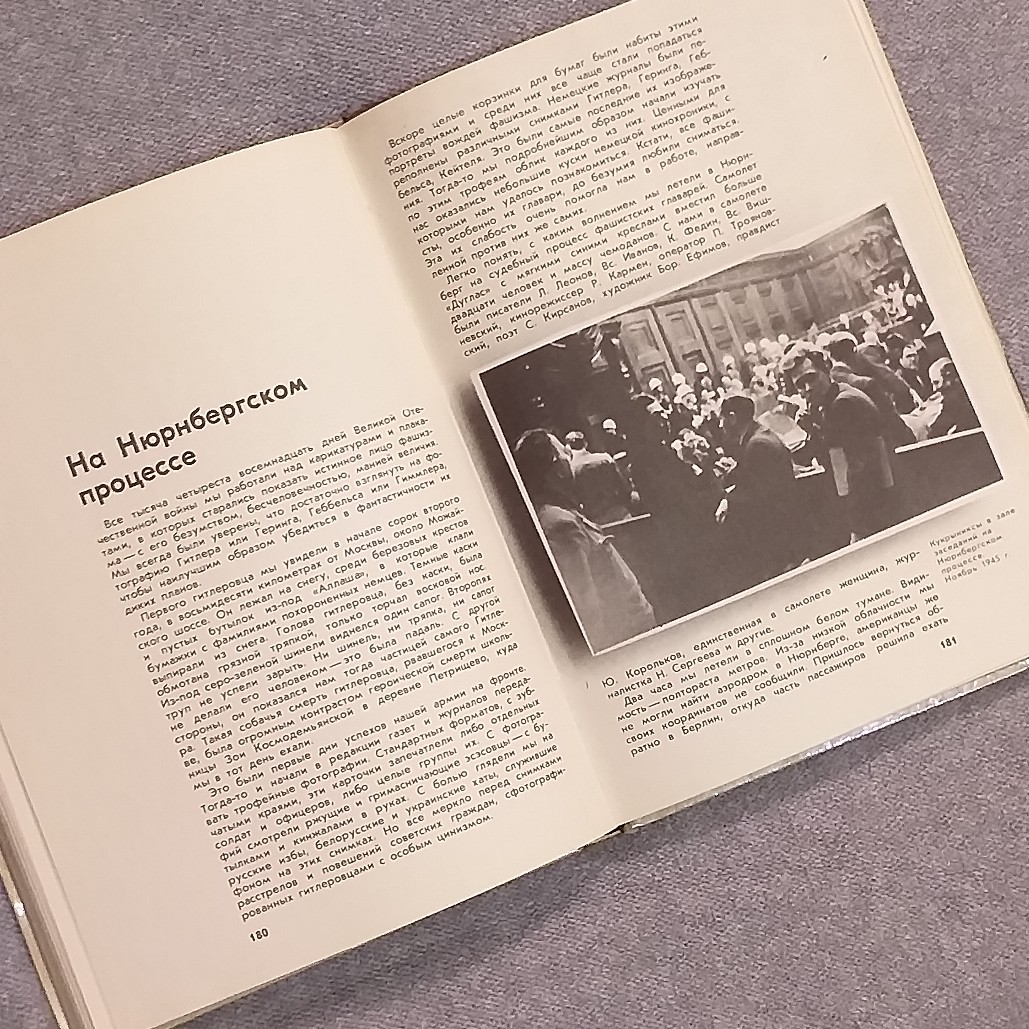 На Нюрнбергском
процессе
Все тысяча четыреста восемнадцать дней Великой Оте-
чественной войны мы работали над карикатурами и плака-
тами, в которых старались показать истинное лицо фашиз-
ма — с его безумством, бесчеловечностью, манией величия.
Мы всегда были уверены, что достаточно взглянуть на фо-
тографию Гитлера или Геринга, Геббельса или Гиммлера,
чтобы наилучшим образом убедиться в фантастичности их
диких планов.
Первого гитлеровца мы увидели в начале сорок второго
года, в восьмидесяти километрах от Москвы, около Можай-
ского шоссе. Он лежал на снегу, среди березовых крестов
и пустых бутылок из-под «Аллаша», в которые клали
бумажки с фамилиями похороненных немцев. Темные каски
выпирали из снега. Голова гитлеровца, без каски, была
обмотана грязной тряпкой, только торчал восковой нос
Из-под серо-зеленой шинели виднелся один сапог. Второпях
труп не успели зарыть. Ни шинель, ни тряпка, ни сапог
не делали его человеком — это была падаль. С другой
стороны, он показался нам тогда частицей самого Гитле-
ра. Такая собачья смерть гитлеровца, рвавшегося к Моск-
ве, была огромным контрастом героической смерти школь-
ницы Зои Космодемьянской в деревне Петрищево, куда
мы в тот день ехали.
Это были первые дни успехов нашей армии на фронте.
Тогда-то и начали в редакции газет и журналов переда-
вать трофейные фотографии. Стандартных форматов, с зуб-
чатыми краями, эти карточки запечатлели либо отдельных
солдат и офицеров, либо целые группы их. С фотогра-
фий смотрели ржущие и гримасничающие эсэсовцы — с бу-
тылками и кинжалами в руках. С болью глядели мы на
русские избы, белорусские и украинские хаты, служившие
фоном на этих снимках. Но все меркло перед снимками
расстрелов и повешений советских граждан, сфотографи-
рованных гитлеровцами с особым цинизмом.
180
Вскоре целые корзинки для бумаг были набиты этими
фотографиями и среди них все чаще стали попадаться
портреты вождей фашизма. Немецкие журналы были пе-
реполнены различными снимками Гитлера, Геринга, Геб-
бельса, Кейтеля. Это были самые последние их изображе-
ния. Тогда-то мы подробнейшим образом начали изучать
по этим трофеям облик каждого из них. Ценными для
нас оказались небольшие куски немецкой кинохроники, с
которыми нам удалось познакомиться. Кстати, все фаши-
сты, особенно их главари, до безумия любили сниматься.
Эта их слабость очень помогла нам в работе, направ-
ленной против них же самих.
Легко понять, с каким волнением мы летели в Нюрн-
берг на судебный процесс фашистских главарей. Самолет
«Дуглас» с мягкими синими креслами вместил больше
двадцати человек и массу чемоданов. С нами в самолете
были писатели Л. Леонов, Вс. Иванов, К. Федин, Вс. Виш-
невский, кинорежиссер Р. Кармен, оператор П. Трояно-
ский, поэт С. Кирсанов, художник Бор. Ефимов, правдист
Кукрыниксы в зале
заседаний на
Нюрнбергском
процессе.
Ноябрь 1945 г.
Ю. Корольков, единственная в самолете женщина, жур-
налистка Н. Сергеева и другие.
Два часа мы летели в сплошном белом тумане. Види-
мость — полтораста метров. Из-за низкой облачности мы
не могли найти аэродром в Нюрнберге, американцы же
своих координатов не сообщили. Пришлось вернуться об-
ратно в Берлин, откуда часть пассажиров решила ехать
181